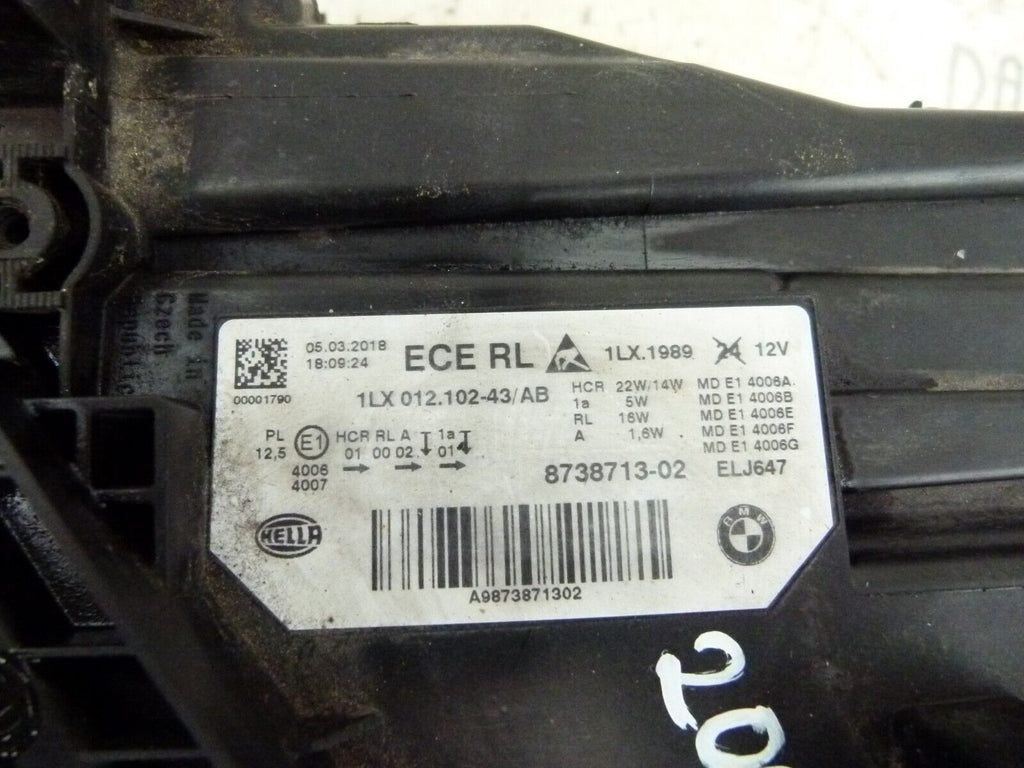 DA
Made in
Czech
Republic
05.03.2018
18:09:24
ECE RL
1LX.1989
24 12V
00001790
1LX 012.102-43/AB
HCR 22W/14W
1a 5W
RL 16W
A 1,6W
MD E1 4006A
MD E1 4006B
MD E1 4006E
MD E1 4006F
MD E1 4006G
PL
12,5
E1
HCR RL A 1a
01 00 02 01
4006
4007
8738713-02
ELJ647
HELLA
BMW
A9873871302